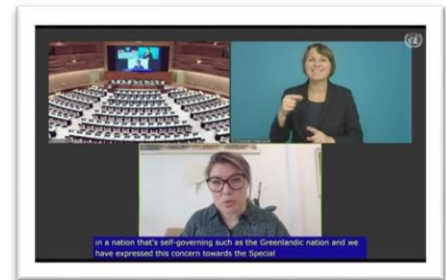 in a nation that's self-governing such as the Greenlandic nation and we
have expressed this concern towards the Special